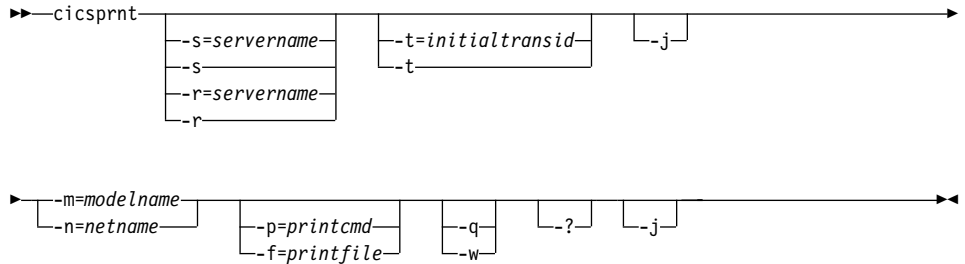 cicsprnt
-s=servername
-s
-r=servername
-r
-t=initialtransid
-t
-j
-m=modelname
-n=netname
-p=printcmd
-f=printfile
-q
-w
-?
-j